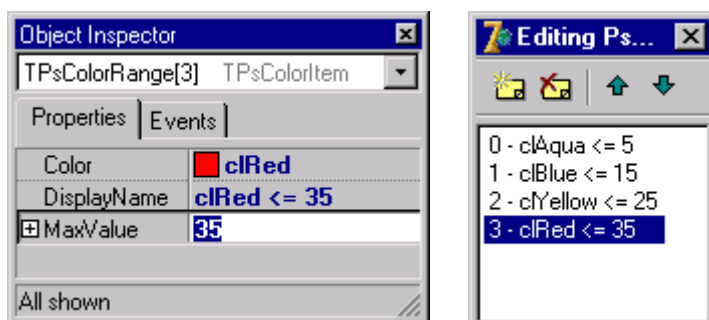 Object Inspector
TPsColorRange[3] TPsColorItem
Properties Events
Color clRed
DisplayName clRed <= 35
MaxValue 35
All shown
Editing Ps...
0 - clAqua <= 5
1 - clBlue <= 15
2 - clYellow <= 25
3 - clRed <= 35